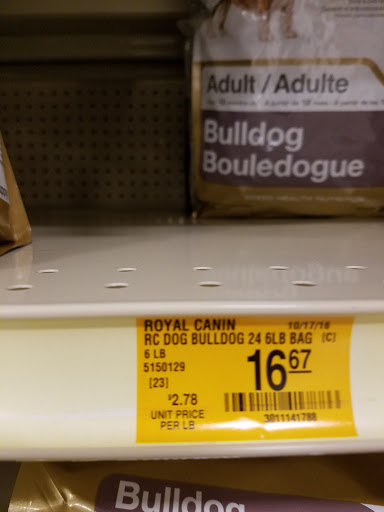 Adult / Adulte
Bulldog
Bouledogue
ROYAL CANIN 10/17/16
RC DOG BULLDOG 24 6LB BAG (C)
6 LB
5150129
[23]
16 67
$2.78
UNIT PRICE
PER LB
3011141788
Bulldog